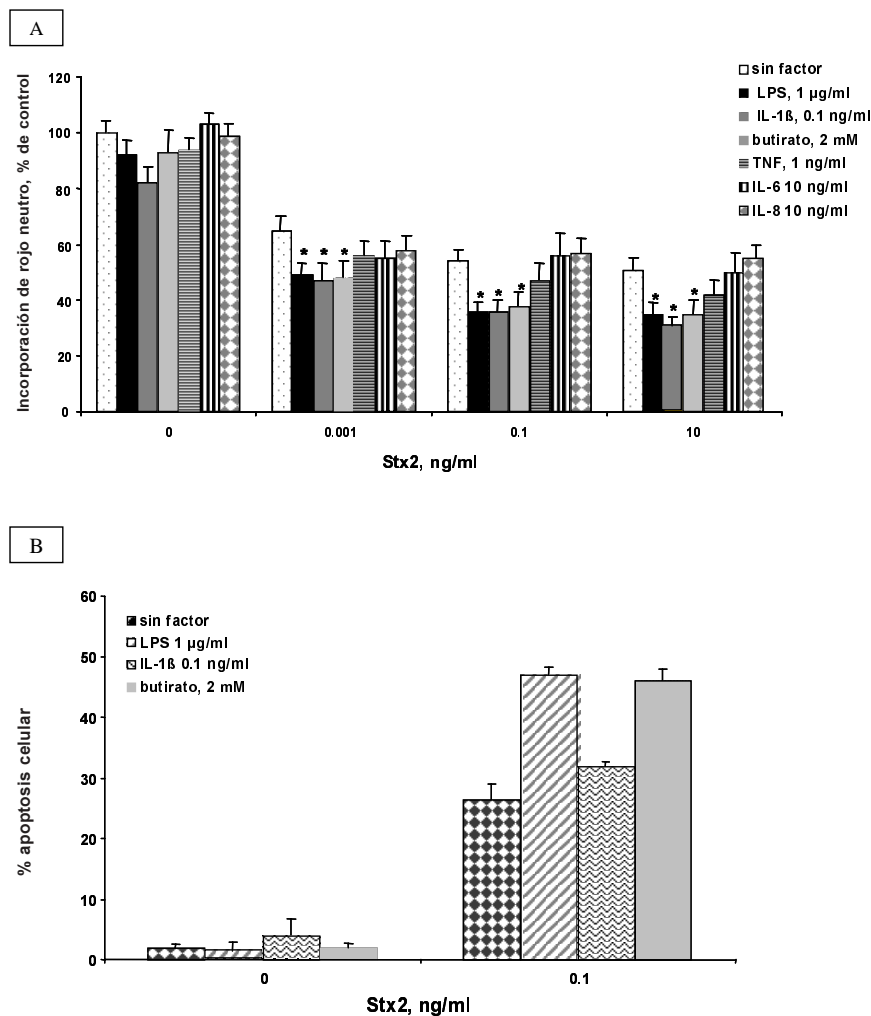 A
Incorporación de rojo neutro, % de control
120
100
80
60
40
20
0
sin factor
LPS, 1 µg/ml
IL-1ß, 0.1 ng/ml
butirato, 2 mM
TNF, 1 ng/ml
IL-6 10 ng/ml
IL-8 10 ng/ml
* * *
* * *
* * *
0 0.001 0.1 10
Stx2, ng/ml
B
% apoptosis celular
60
50
40
30
20
10
0
sin factor
LPS 1 µg/ml
IL-1ß 0.1 ng/ml
butirato, 2 mM
0 0.1
Stx2, ng/ml